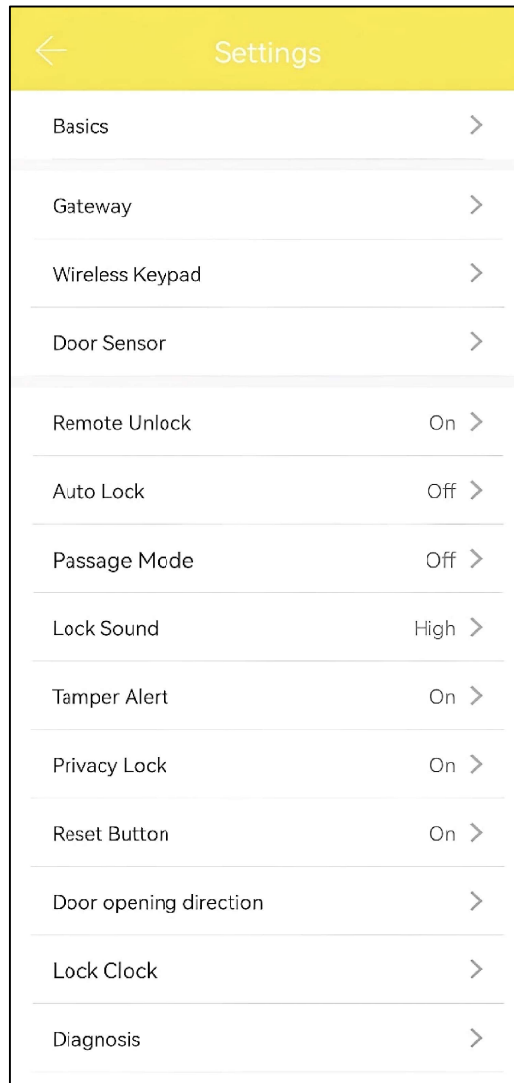 Settings
Basics
Gateway
Wireless Keypad
Door Sensor
Remote Unlock On
Auto Lock Off
Passage Mode Off
Lock Sound High
Tamper Alert On
Privacy Lock On
Reset Button On
Door opening direction
Lock Clock
Diagnosis